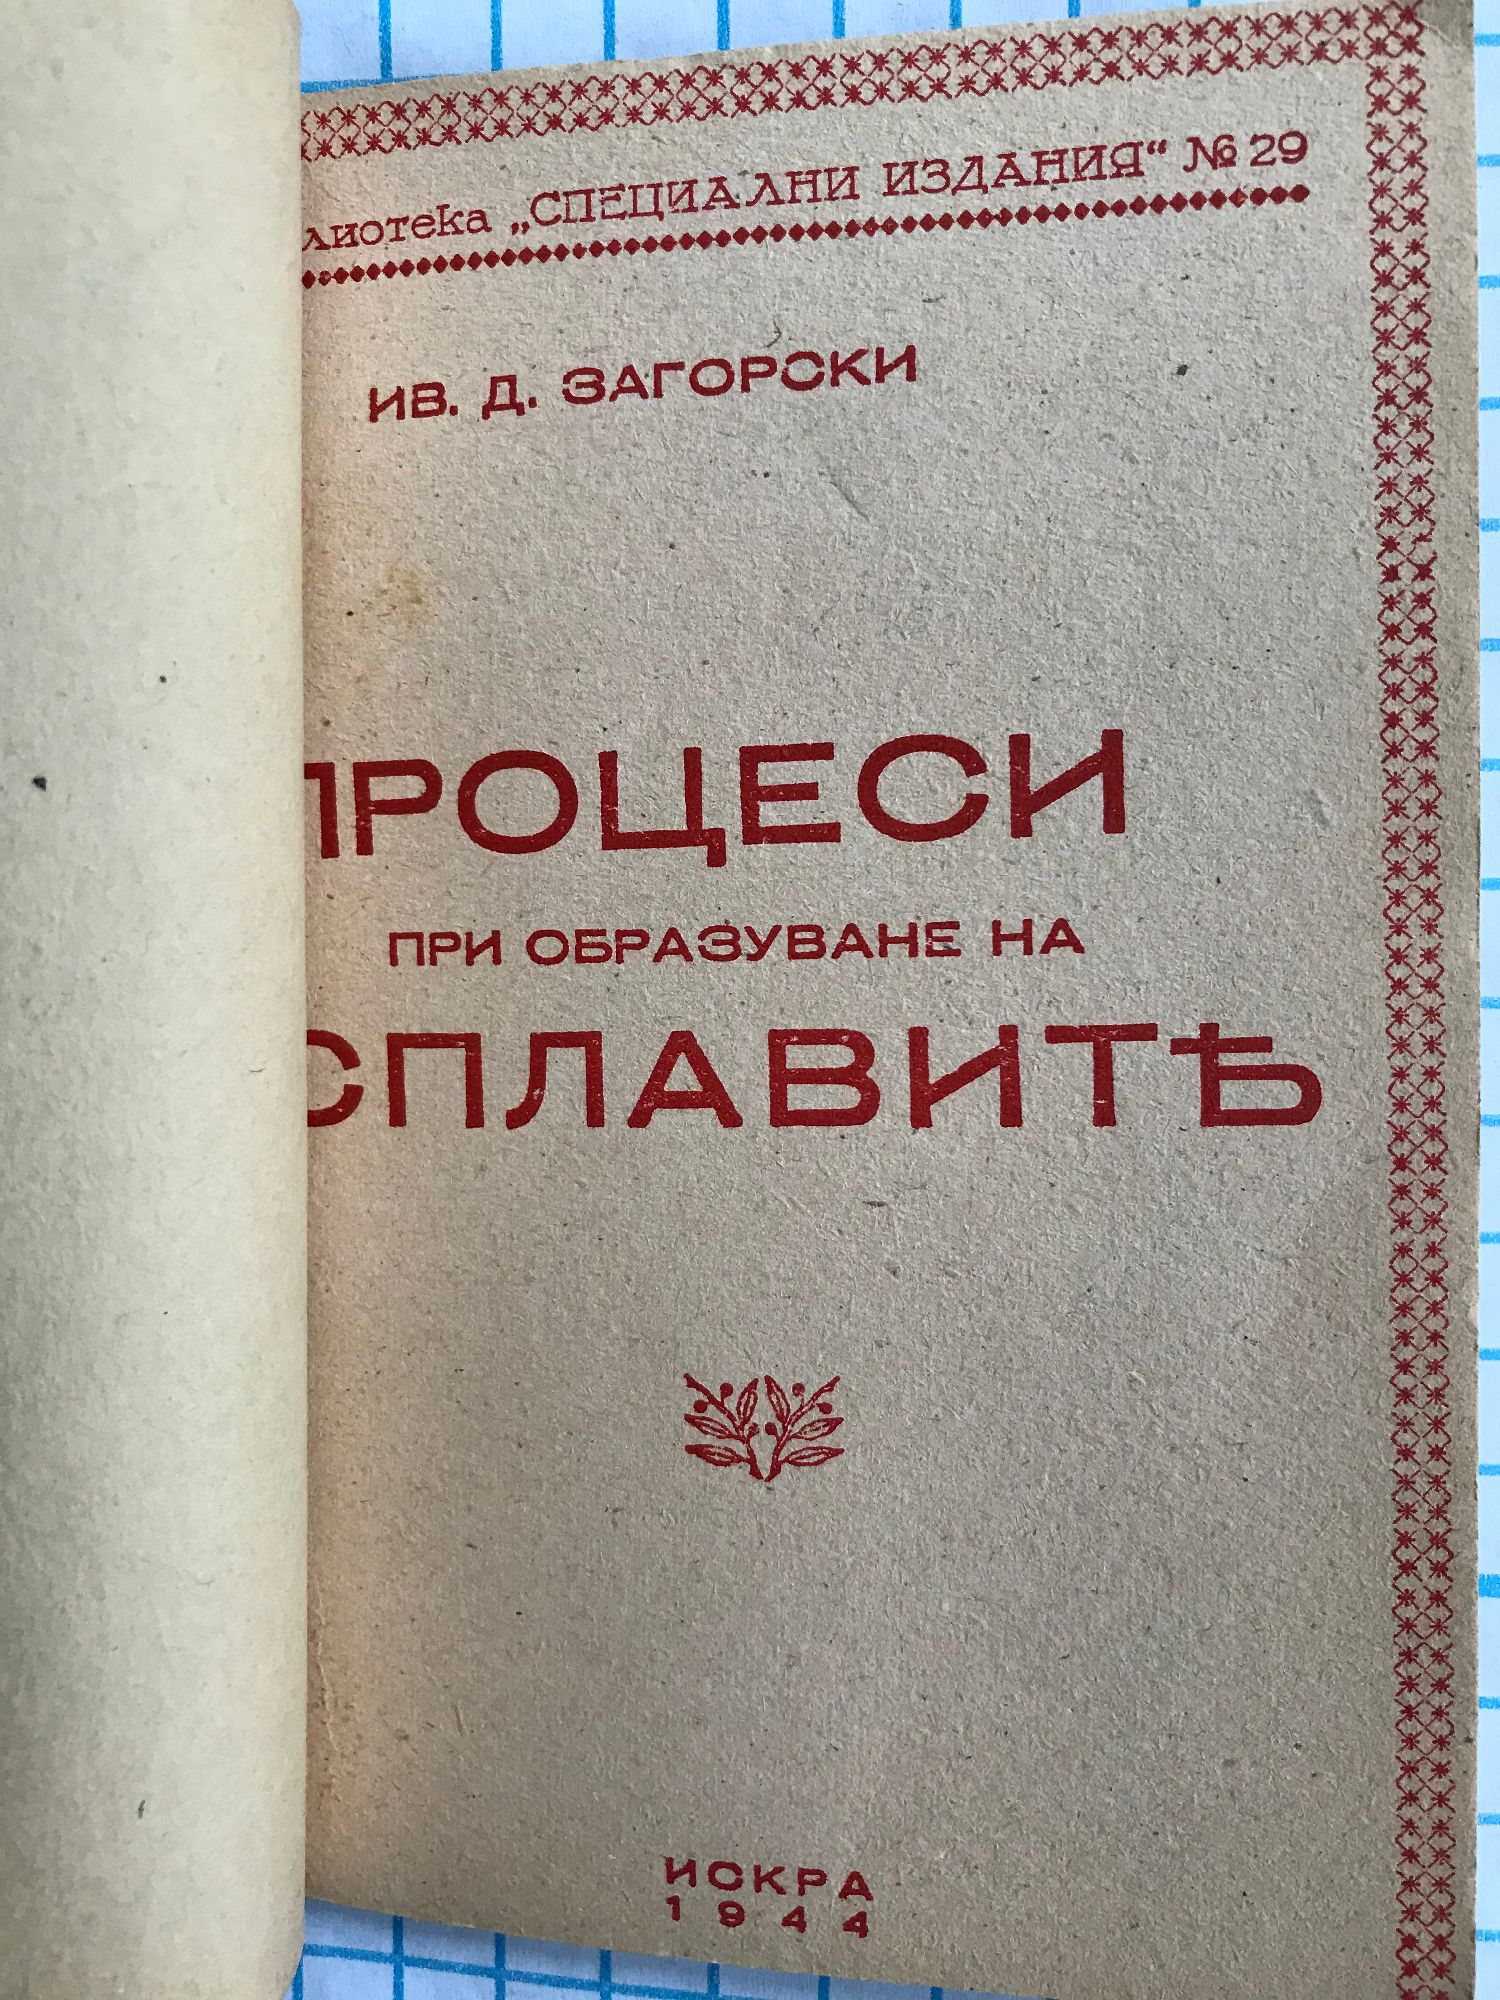 лиотека „СПЕЦИАЛНИ ИЗДАНИЯ“ № 29
ИВ. Д. ЗАГОРСКИ
ПРОЦЕСИ
ПРИ ОБРАЗУВАНЕ НА
СПЛАВИТѢ
ИСКРА
1944